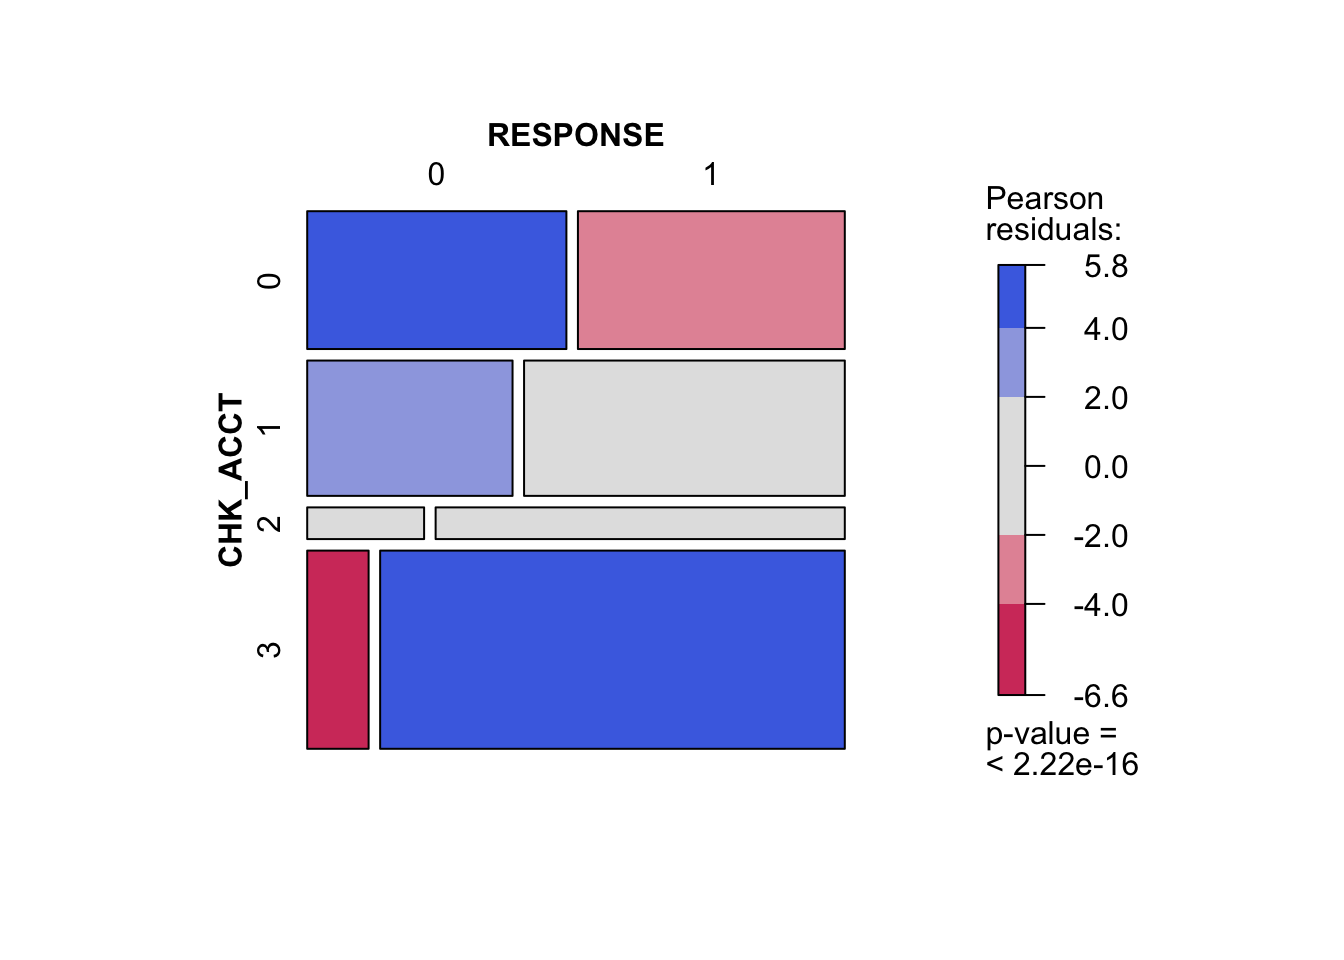 RESPONSE
0 1
CHK_ACCT
0
1
2
3
Pearson
residuals:
5.8
4.0
2.0
0.0
-2.0
-4.0
-6.6
p-value =
< 2.22e-16